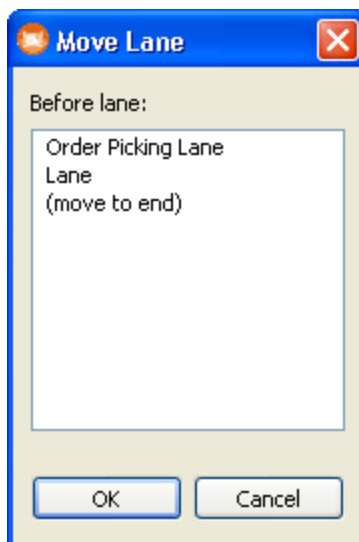 Move Lane
Before lane:
Order Picking Lane
Lane
(move to end)
OK Cancel